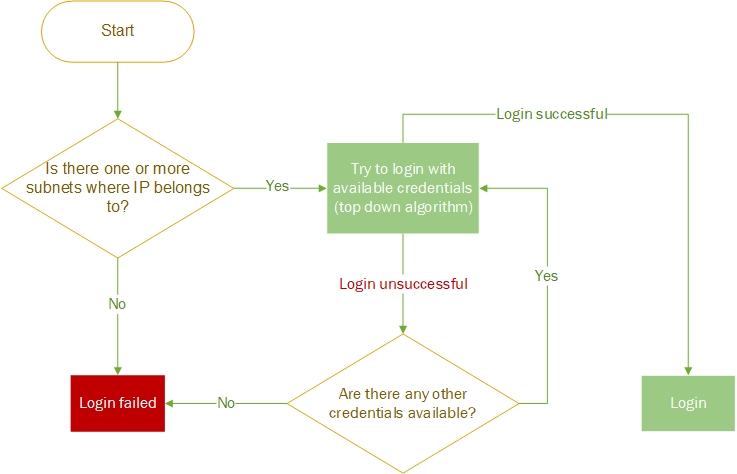 Start
Login successful
Is there one or more
subnets where IP belongs
to?
Yes
Try to login with
available credentials
(top down algorithm)
Login unsuccessful
Yes
No
Login failed
No
Are there any other
credentials available?
Login